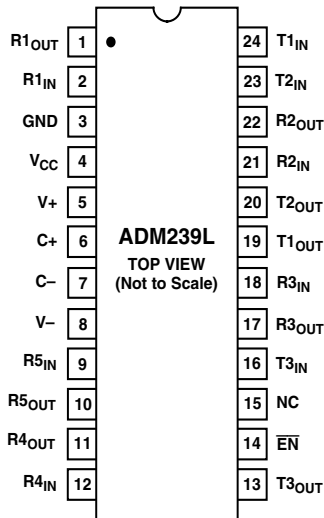 R1OUT 1 24 T1IN
R1IN 2 23 T2IN
GND 3 22 R2OUT
VCC 4 21 R2IN
V+ 5 20 T2OUT
C+ 6 ADM239L 19 T1OUT
TOP VIEW
C– 7 (Not to Scale) 18 R3IN
V– 8 17 R3OUT
R5IN 9 16 T3IN
R5OUT 10 15 NC
R4OUT 11 14 E̅N̅
R4IN 12 13 T3OUT